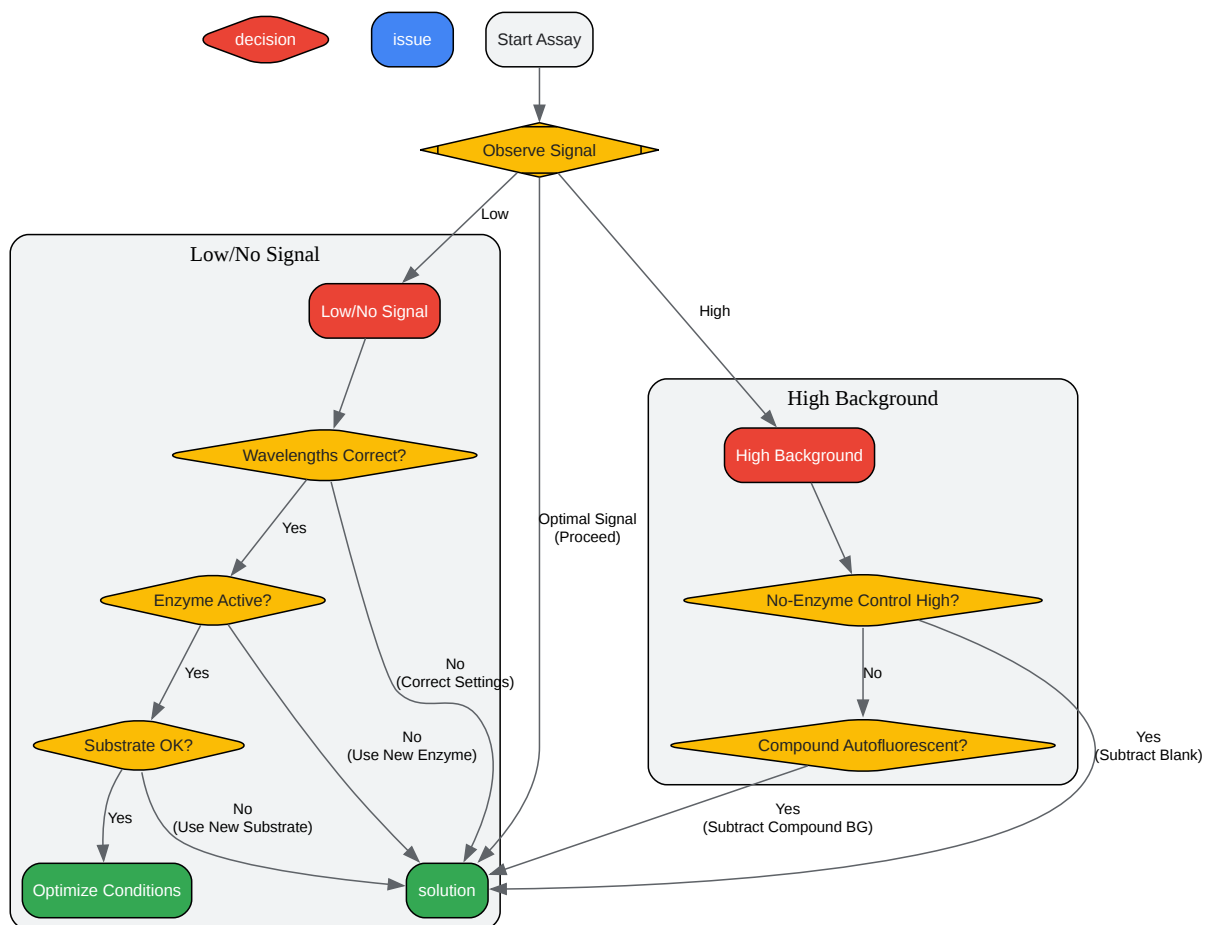 decision
issue
Start Assay
Observe Signal
Low
Low/No Signal
Low/No Signal
High
High Background
High Background
Wavelengths Correct?
Optimal Signal
(Proceed)
Yes
Enzyme Active?
No-Enzyme Control High?
No
(Correct Settings)
Yes
No
Substrate OK?
No
(Use New Enzyme)
Compound Autofluorescent?
Yes
(Subtract Blank)
Yes
No
(Use New Substrate)
Yes
(Subtract Compound BG)
Optimize Conditions
solution